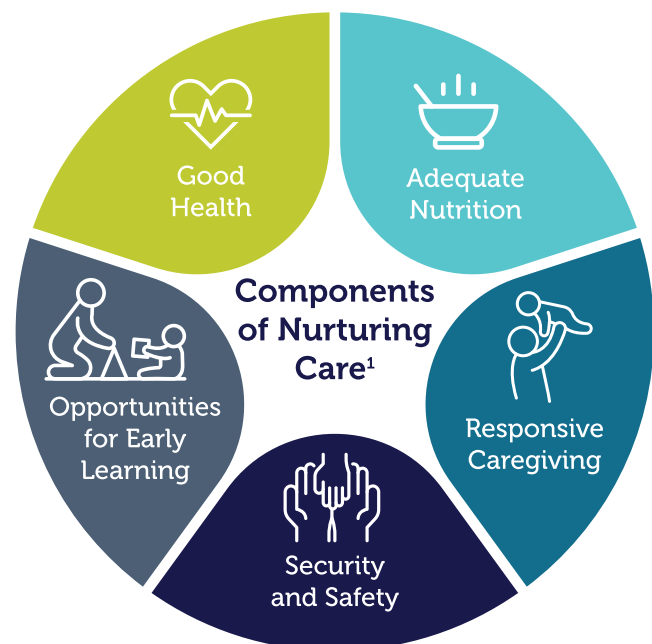 Good
Health
Adequate
Nutrition
Components
of Nurturing
Care¹
Opportunities
for Early
Learning
Responsive
Caregiving
Security
and Safety